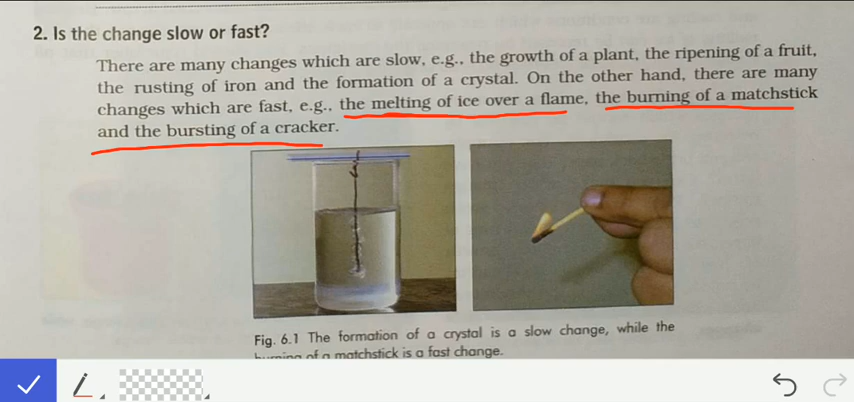 2. Is the change slow or fast?
There are many changes which are slow, e.g., the growth of a plant, the ripening of a fruit,
the rusting of iron and the formation of a crystal. On the other hand, there are many
changes which are fast, e.g., the melting of ice over a flame, the burning of a matchstick
and the bursting of a cracker.
Fig. 6.1 The formation of a crystal is a slow change, while the
burning of a matchstick is a fast change.